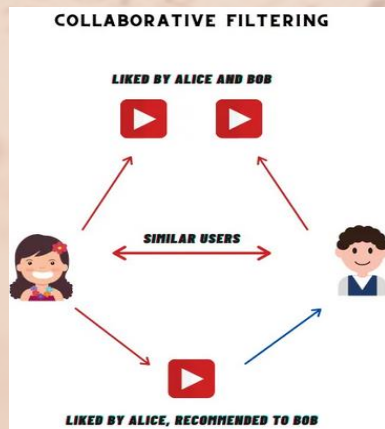 COLLABORATIVE FILTERING
LIKED BY ALICE AND BOB
SIMILAR USERS
LIKED BY ALICE, RECOMMENDED TO BOB